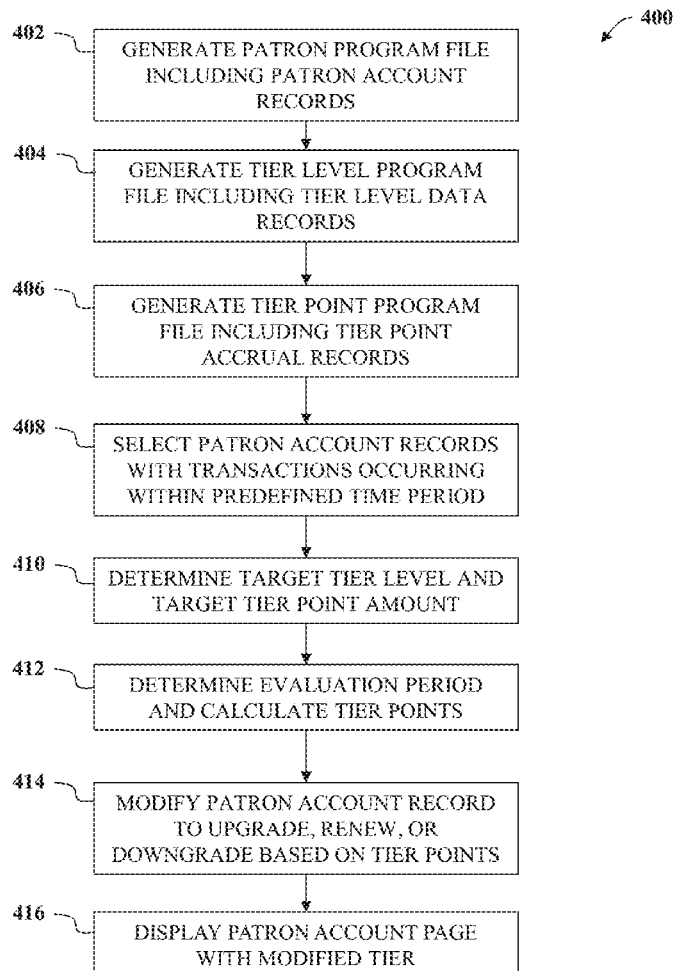 400
402
GENERATE PATRON PROGRAM FILE
INCLUDING PATRON ACCOUNT
RECORDS
404
GENERATE TIER LEVEL PROGRAM
FILE INCLUDING TIER LEVEL DATA
RECORDS
406
GENERATE TIER POINT PROGRAM
FILE INCLUDING TIER POINT
ACCRUAL RECORDS
408
SELECT PATRON ACCOUNT RECORDS
WITH TRANSACTIONS OCCURRING
WITHIN PREDEFINED TIME PERIOD
410
DETERMINE TARGET TIER LEVEL AND
TARGET TIER POINT AMOUNT
412
DETERMINE EVALUATION PERIOD
AND CALCULATE TIER POINTS
414
MODIFY PATRON ACCOUNT RECORD
TO UPGRADE, RENEW, OR
DOWNGRADE BASED ON TIER POINTS
416
DISPLAY PATRON ACCOUNT PAGE
WITH MODIFIED TIER